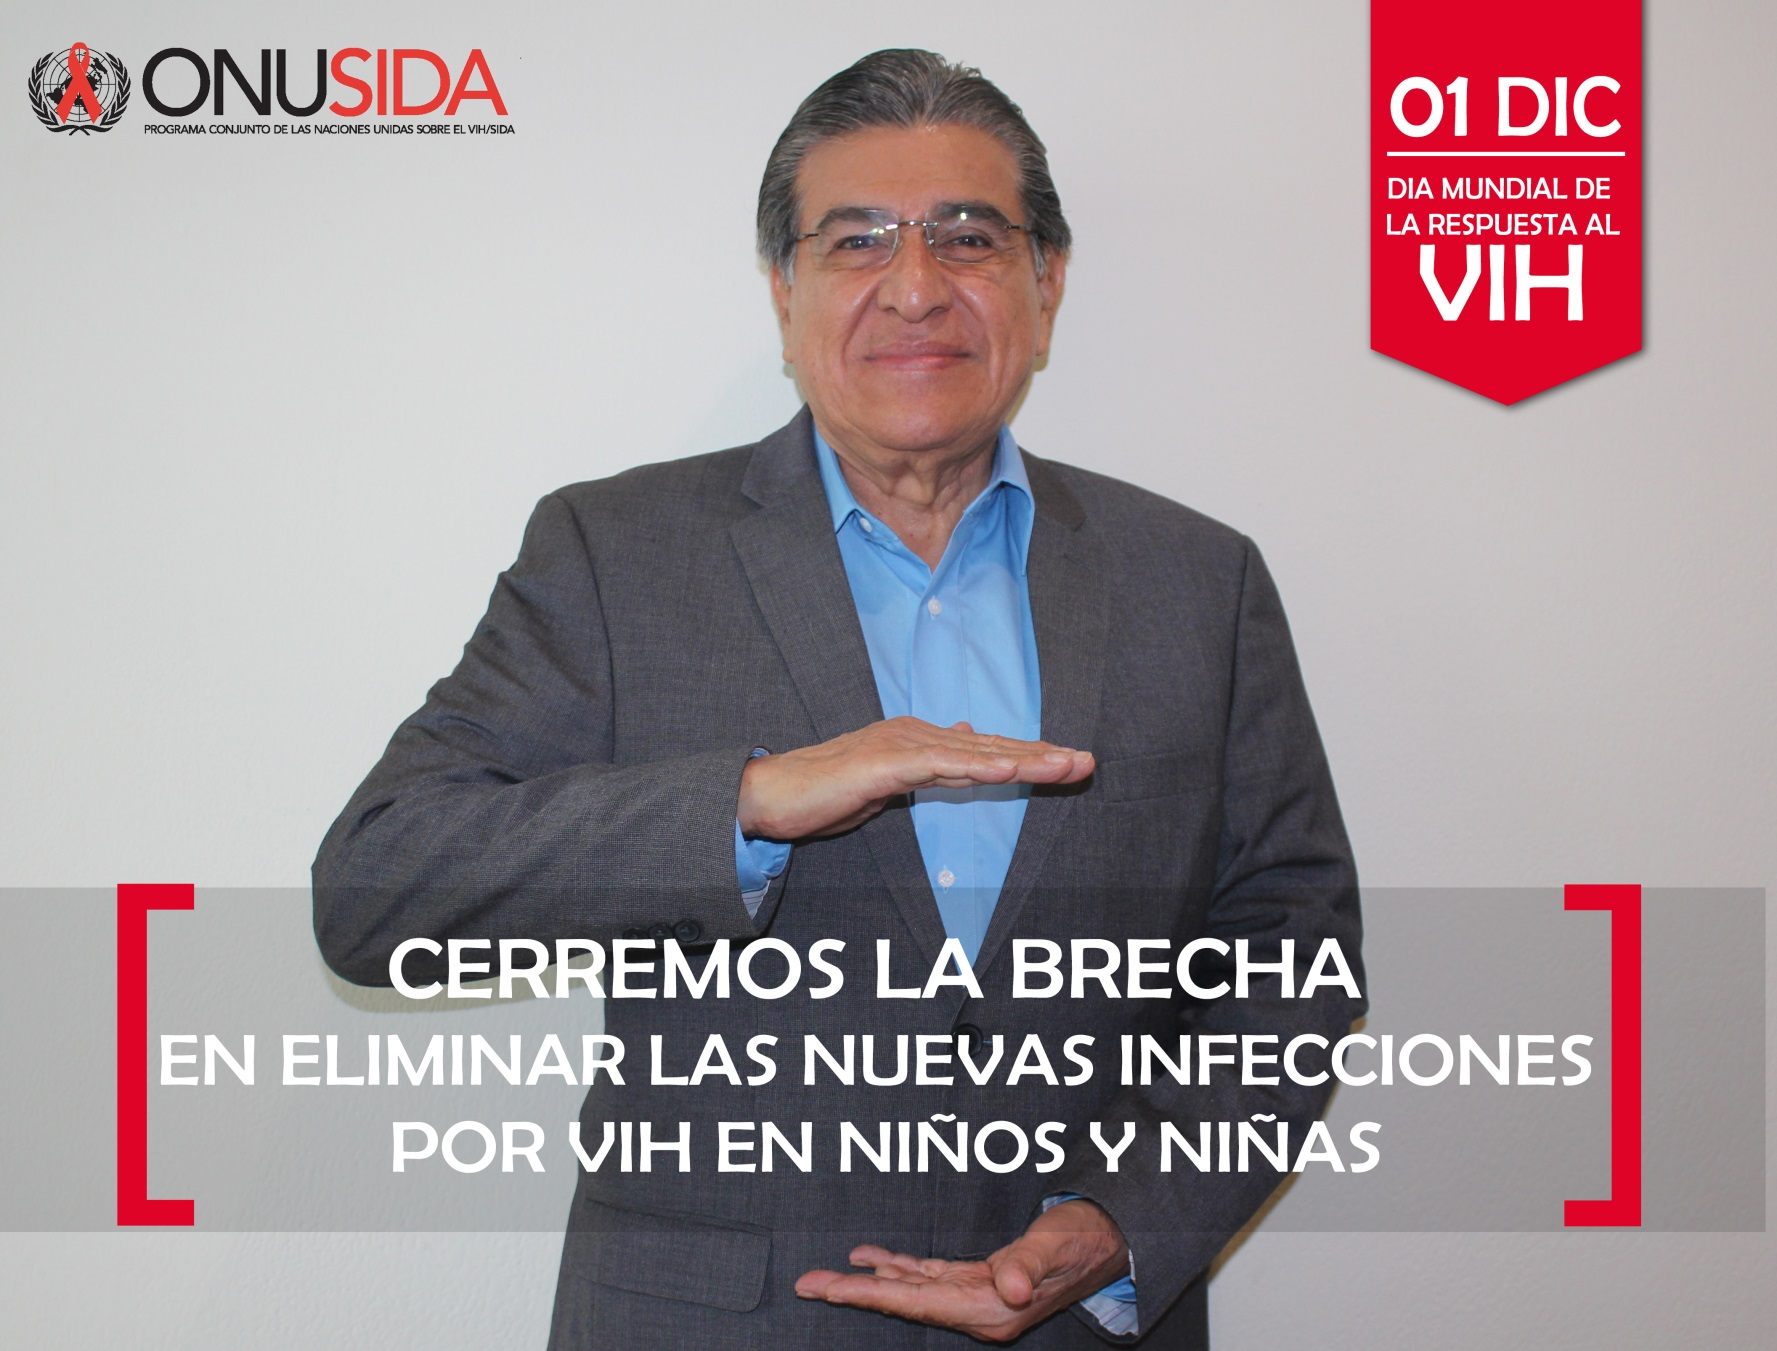 ONUSIDA
PROGRAMA CONJUNTO DE LAS NACIONES UNIDAS SOBRE EL VIH/SIDA
01 DIC
DIA MUNDIAL DE
LA RESPUESTA AL
VIH
CERREMOS LA BRECHA
EN ELIMINAR LAS NUEVAS INFECCIONES
POR VIH EN NIÑOS Y NIÑAS